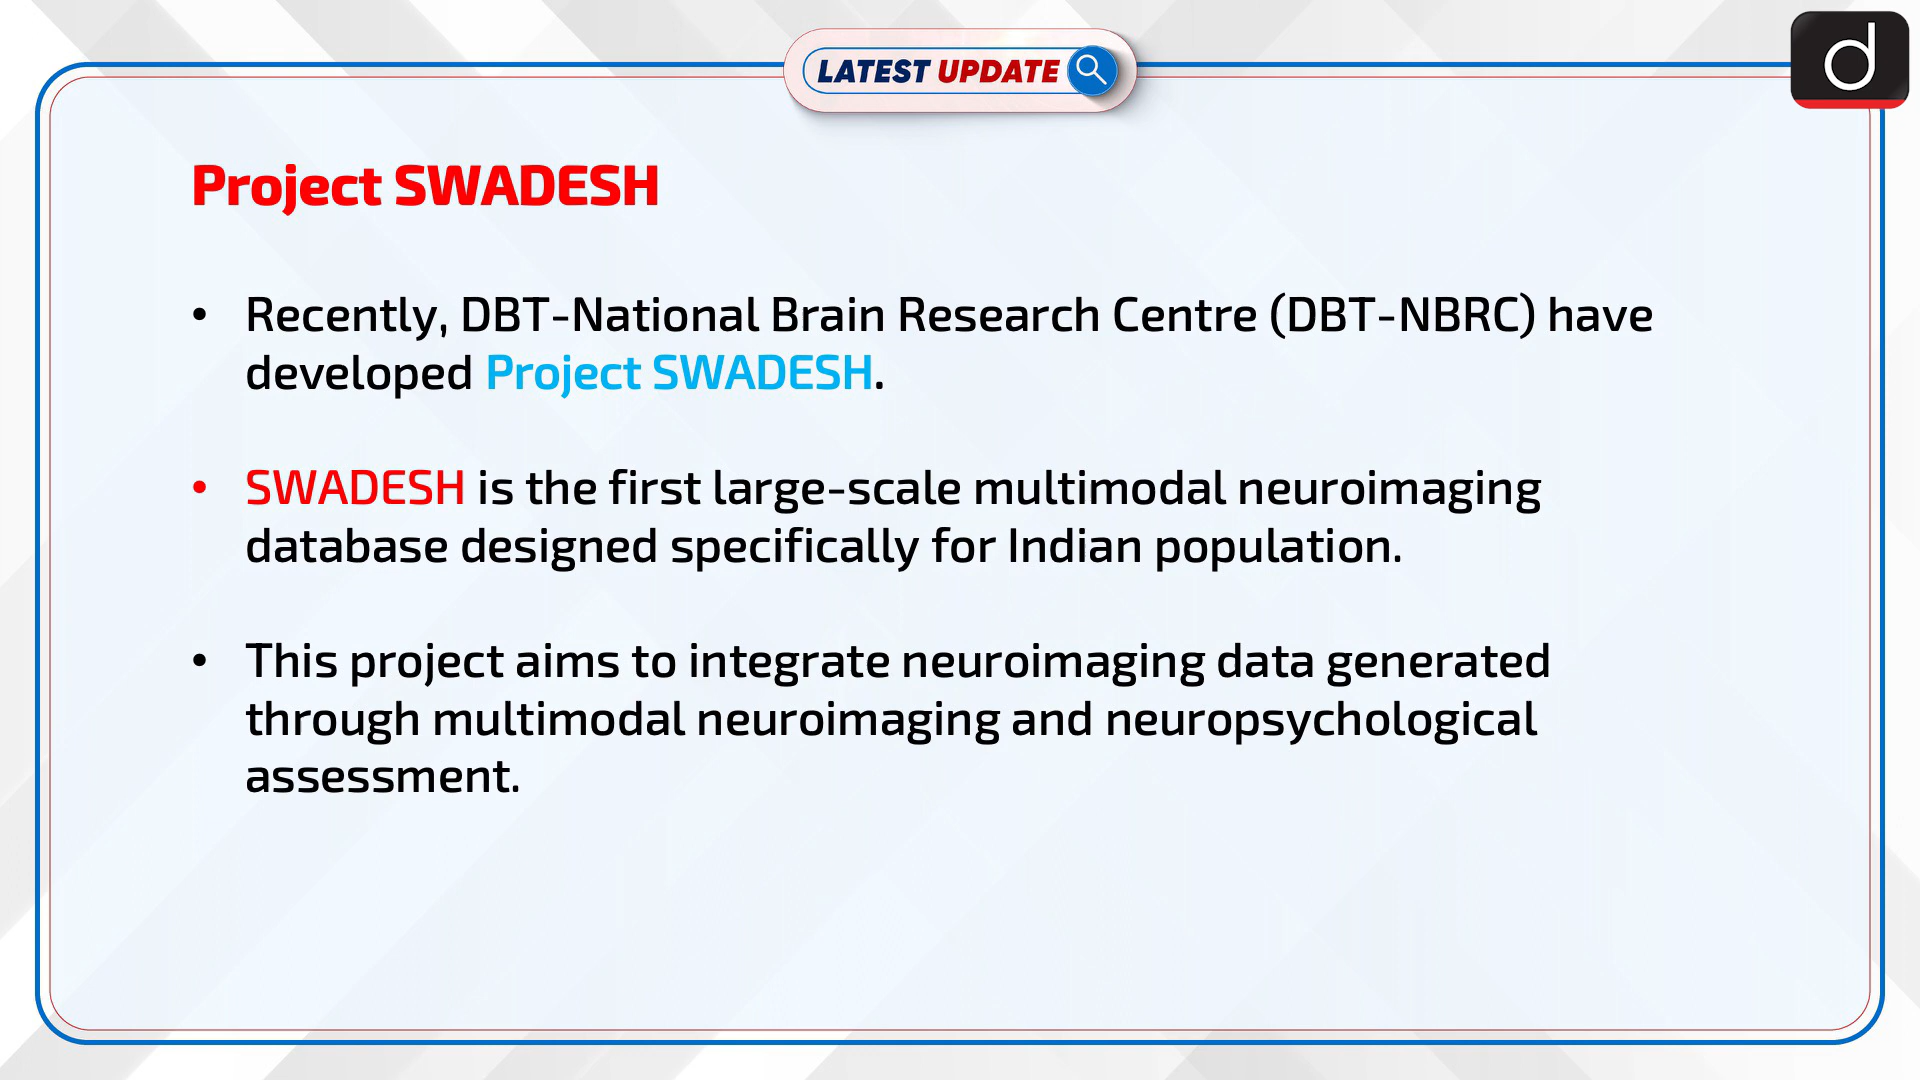 LATEST UPDATE
d
Project SWADESH
• Recently, DBT-National Brain Research Centre (DBT-NBRC) have
developed Project SWADESH.
• SWADESH is the first large-scale multimodal neuroimaging
database designed specifically for Indian population.
• This project aims to integrate neuroimaging data generated
through multimodal neuroimaging and neuropsychological
assessment.